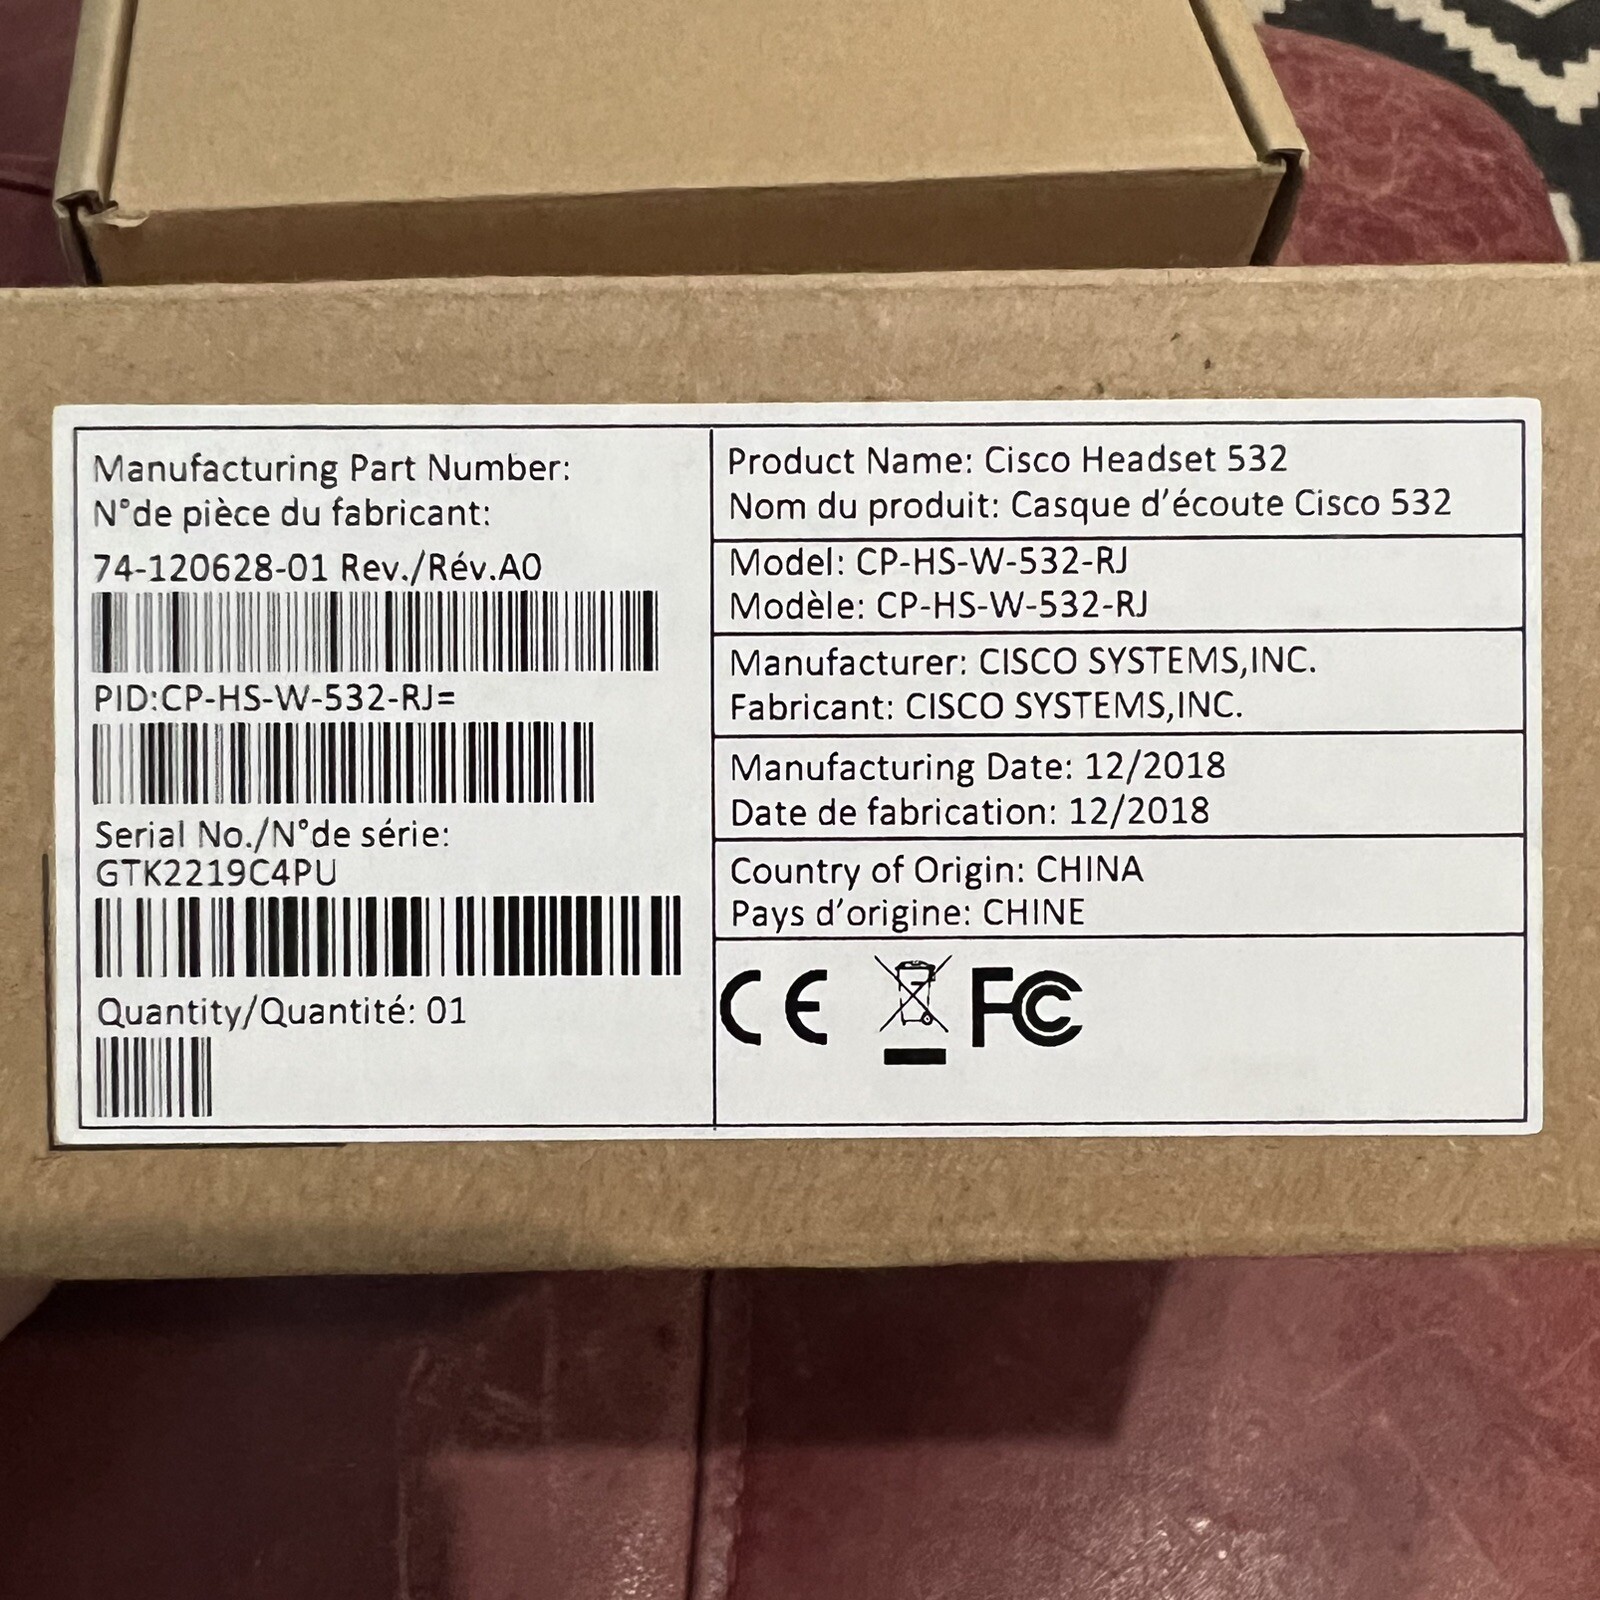 Manufacturing Part Number:
N°de pièce du fabricant:
74-120628-01 Rev./Rév.A0
PID:CP-HS-W-532-RJ=
Serial No./N°de série:
GTK2219C4PU
Quantity/Quantité: 01
Product Name: Cisco Headset 532
Nom du produit: Casque d'écoute Cisco 532
Model: CP-HS-W-532-RJ
Modèle: CP-HS-W-532-RJ
Manufacturer: CISCO SYSTEMS,INC.
Fabricant: CISCO SYSTEMS,INC.
Manufacturing Date: 12/2018
Date de fabrication: 12/2018
Country of Origin: CHINA
Pays d'origine: CHINE
CE FC